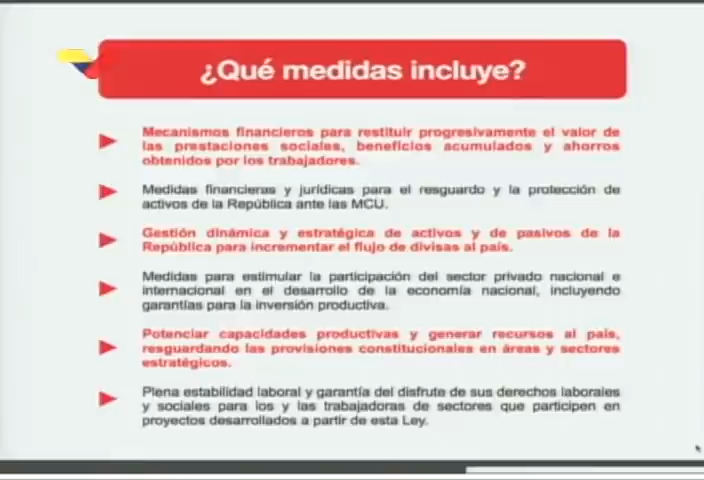 ¿Qué medidas incluye?
Mecanismos financieros para restituir progresivamente el valor de
las prestaciones sociales, beneficios acumulados y ahorros
obtenidos por los trabajadores.
Medidas financieras y jurídicas para el resguardo y la protección de
activos de la República ante las MCU.
Gestión dinámica y estratégica de activos y de pasivos de la
República para incrementar el flujo de divisas al país.
Medidas para estimular la participación del sector privado nacional e
internacional en el desarrollo de la economía nacional, incluyendo
garantías para la inversión productiva.
Potenciar capacidades productivas y generar recursos al país,
resguardando las provisiones constitucionales en áreas y sectores
estratégicos.
Plena estabilidad laboral y garantía del disfrute de sus derechos laborales
y sociales para los y las trabajadoras de sectores que participen en
proyectos desarrollados a partir de esta Ley.